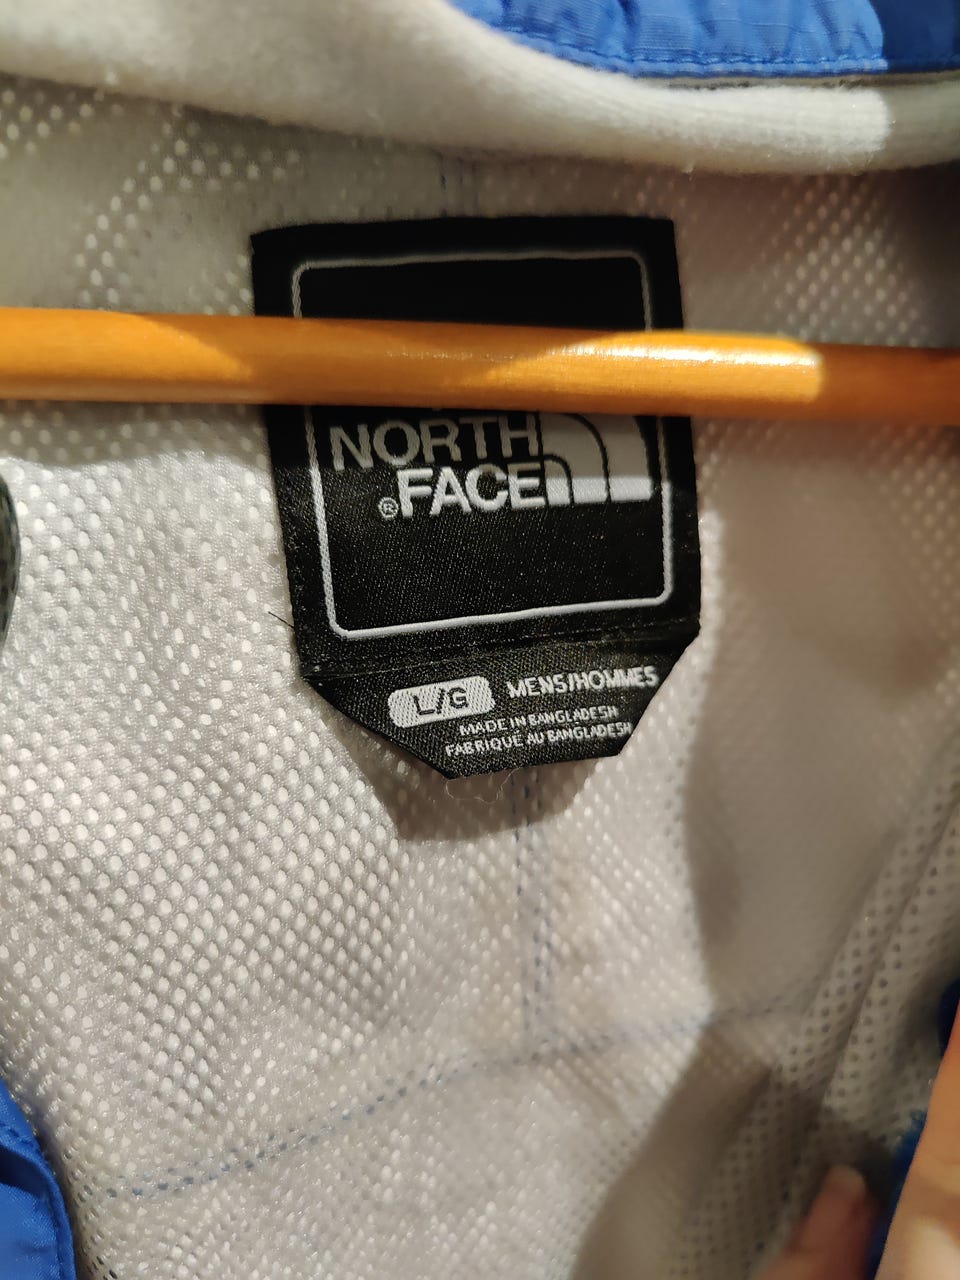 NORTH
FACE®
L/G MENS/HOMMES
MADE IN BANGLADESH
FABRIQUE AU BANGLADESH